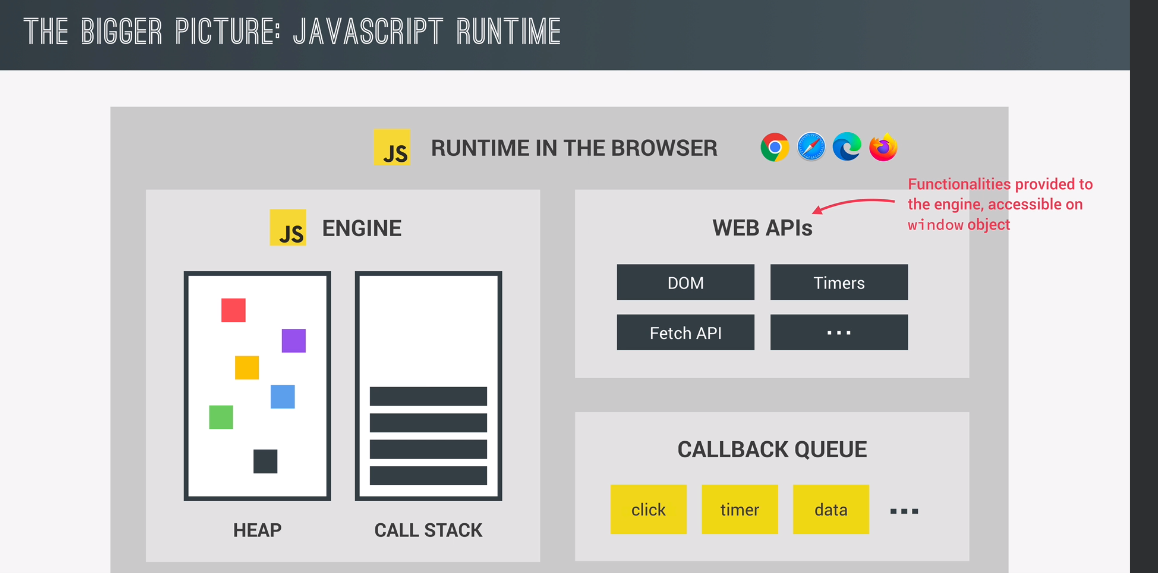 THE BIGGER PICTURE: JAVASCRIPT RUNTIME
JS RUNTIME IN THE BROWSER
Functionalities provided to
the engine, accessible on
window object
JS ENGINE
HEAP
CALL STACK
WEB APIs
DOM
Timers
Fetch API
...
CALLBACK QUEUE
click
timer
data
...